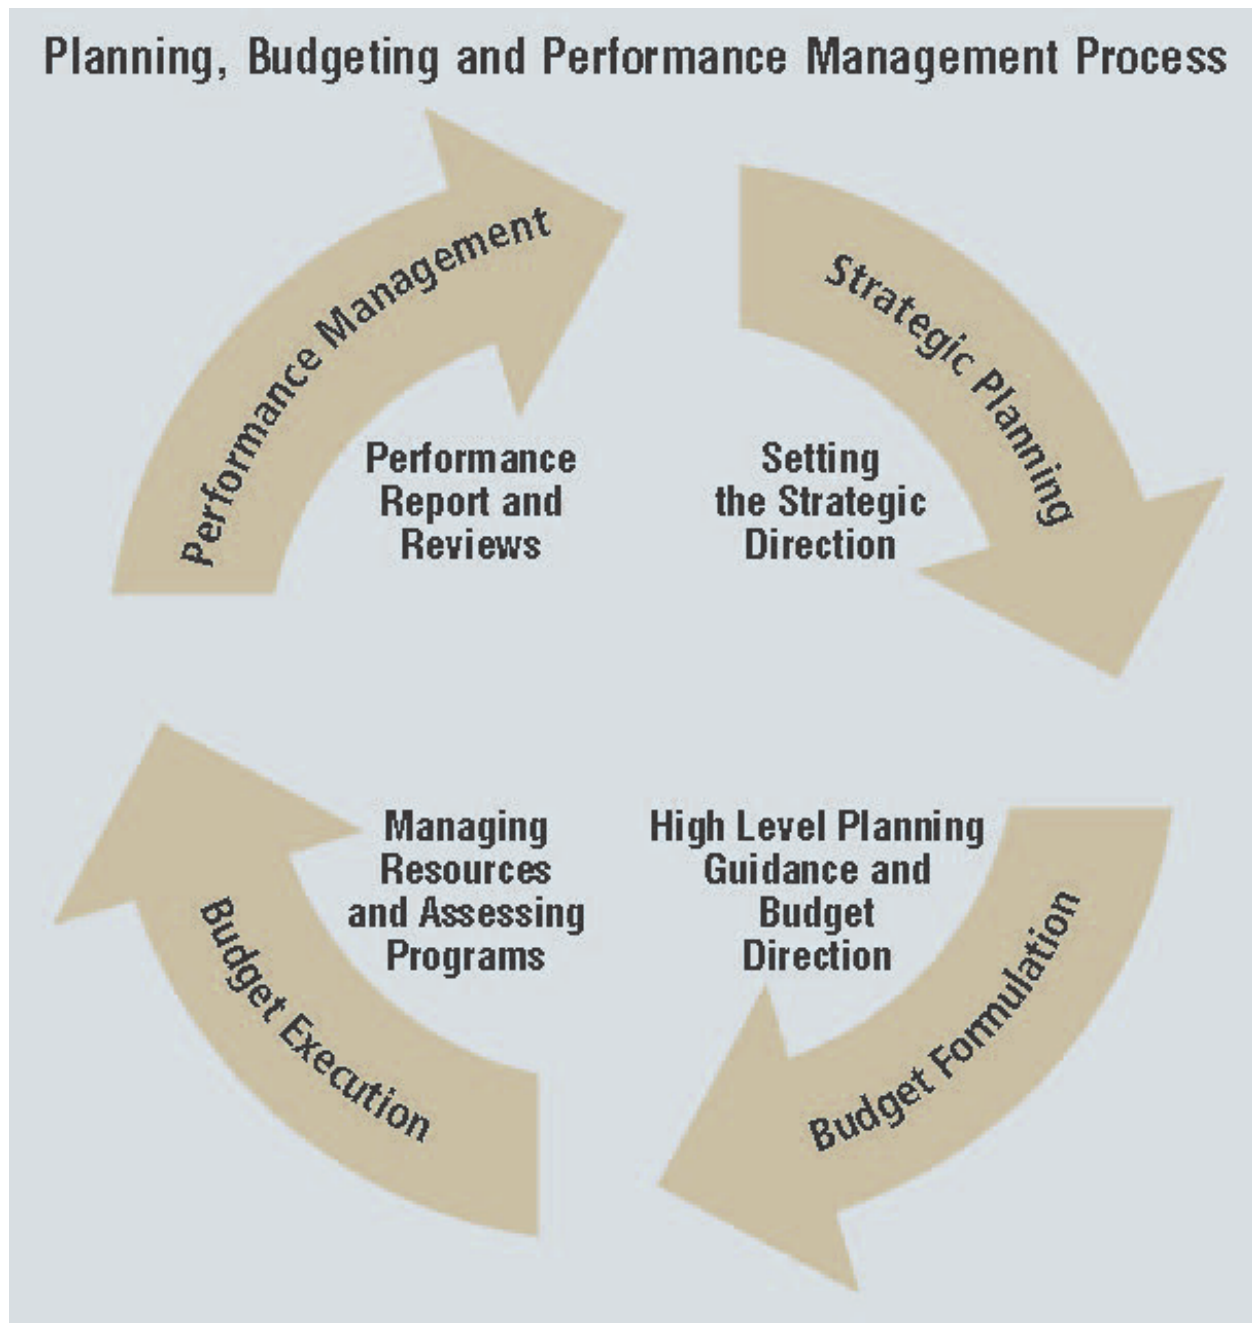 Planning, Budgeting and Performance Management Process
Performance Management
Strategic Planning
Performance
Report and
Reviews
Setting
the Strategic
Direction
Managing
Resources
and Assessing
Programs
High Level Planning
Guidance and
Budget
Direction
Budget Execution
Budget Formulation